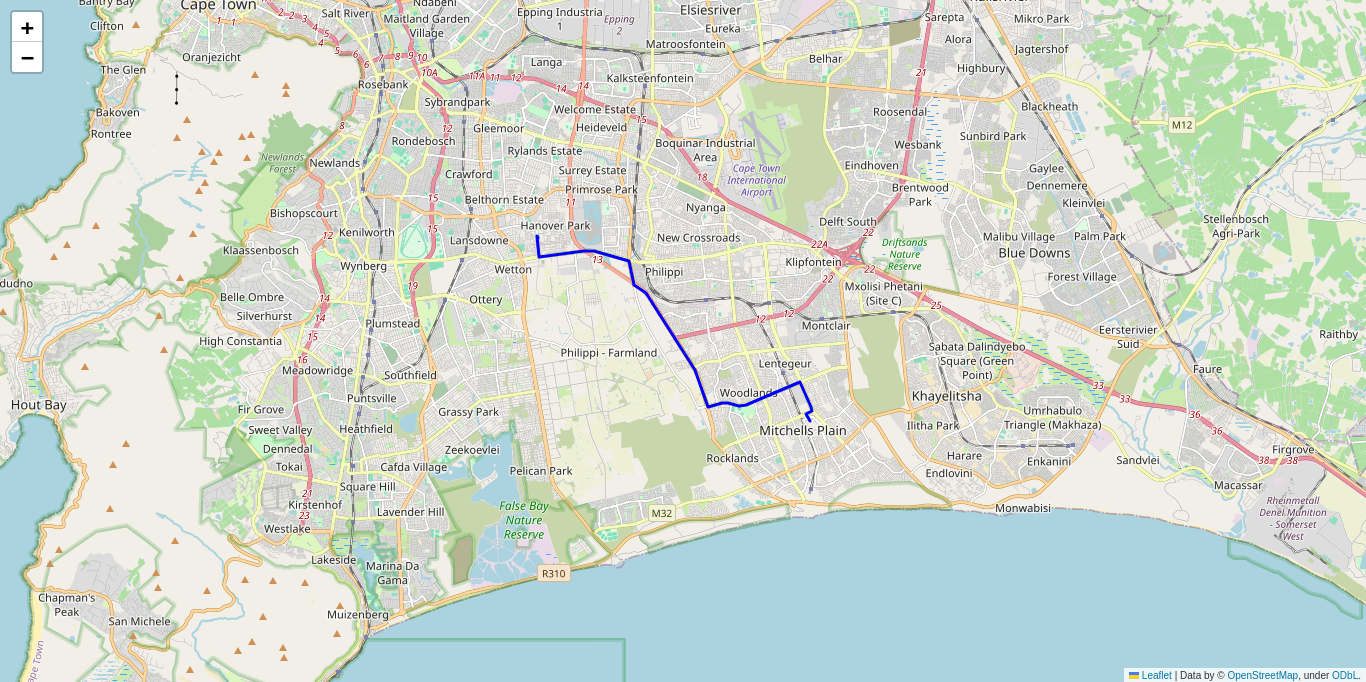 Bantry Bay
Cape Town
Ndabeni
Elsiesriver
Sarepta
Clifton
Salt River
Maitland Garden
Village
Epping Industria
1
Epping
2
Eureka
Mikro Park
Matroosfontein
Alora
Jagtershof
Oranjezicht
Belhar
The Glen
Langa
Highbury
Rosebank
Kalksteenfontein
Sybrandpark
Welcome Estate
Blackheath
Bakoven
Roosendal
Rontree
Gleemoor
Heideveld
M12
Rondebosch
Boquinar Industrial
Area
Sunbird Park
Wesbank
Newlands
Forest
Newlands
Rylands Estate
Crawford
Surrey Estate
Cape Town
International
Airport
Eindhoven
Gaylee
Primrose Park
Brentwood
Park
Dennemere
Belthorn Estate
Kleinvlei
Bishopscourt
Nyanga
Stellenbosch
Agri-Park
Hanover Park
Delft South
Kenilworth
Lansdowne
New Crossroads
Malibu Village
Palm Park
Klaassenbosch
Driftsands
- Nature
Reserve
Blue Downs
Wynberg
Wetton
Philippi
Klipfontein
Forest Village
Mxolisi Phetani
(Site C)
Belle Ombre
Ottery
Silverhurst
Plumstead
Montclair
Eersterivier
Suid
Raithby
High Constantia
Philippi - Farmland
Sabata Dalindyebo
Square (Green
Point)
Meadowridge
Southfield
Lentegeur
Faure
Woodlands
Puntsville
Khayelitsha
Hout Bay
Fir Grove
Grassy Park
Umrhabulo
Triangle (Makhaza)
Sweet Valley
Heathfield
Mitchells Plain
Ilitha Park
Dennedal
Zeekoevlei
Firgrove
Tokai
Cafda Village
Pelican Park
Rocklands
Harare
Enkanini
Sandvlei
Endlovini
Macassar
Square Hill
Kirstenhof
Lavender Hill
M32
False Bay
Nature
Reserve
Monwabisi
Rheinmetall
Denel Munition
- Somerset
West
Westlake
Lakeside
Marina Da
Gama
R310
Chapman's
Peak
San Michele
Muizenberg
Cape Town
Leaflet | Data by © OpenStreetMap, under ODbL.